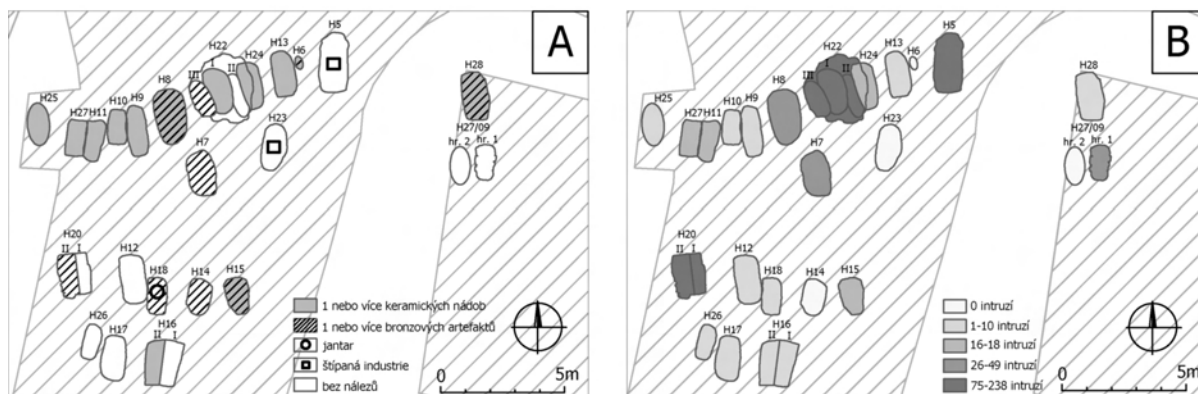 A
H5
H13
H6
H22
I
H24
II
III
H8
H9
H10
H25
H27
H11
H23
H7
H28
H27/09
hr. 2
hr. 1
H20
II
I
H12
H18
H14
H15
H26
H17
H16
II
I
1 nebo více keramických nádob
1 nebo více bronzových artefaktů
jantar
štípaná industrie
bez nálezů
0
5m
B
H5
H13
H6
H22
I
H24
II
III
H8
H9
H10
H25
H27
H11
H23
H7
H28
H27/09
hr. 2
hr. 1
H20
II
I
H12
H18
H14
H15
H26
H17
H16
II
I
0 intruzí
1-10 intruzí
16-18 intruzí
26-49 intruzí
75-238 intruzí
0
5m